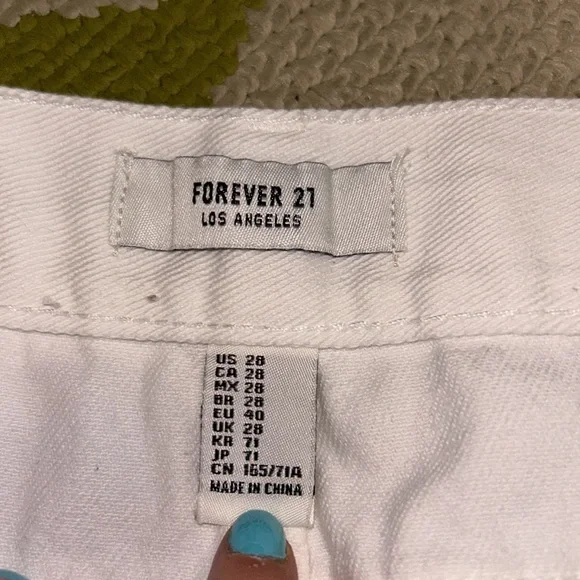 FOREVER 21
LOS ANGELES
US 28
CA 28
MX 28
BR 28
EU 40
UK 28
KR 71
JP 71
CN 165/71A
MADE IN CHINA